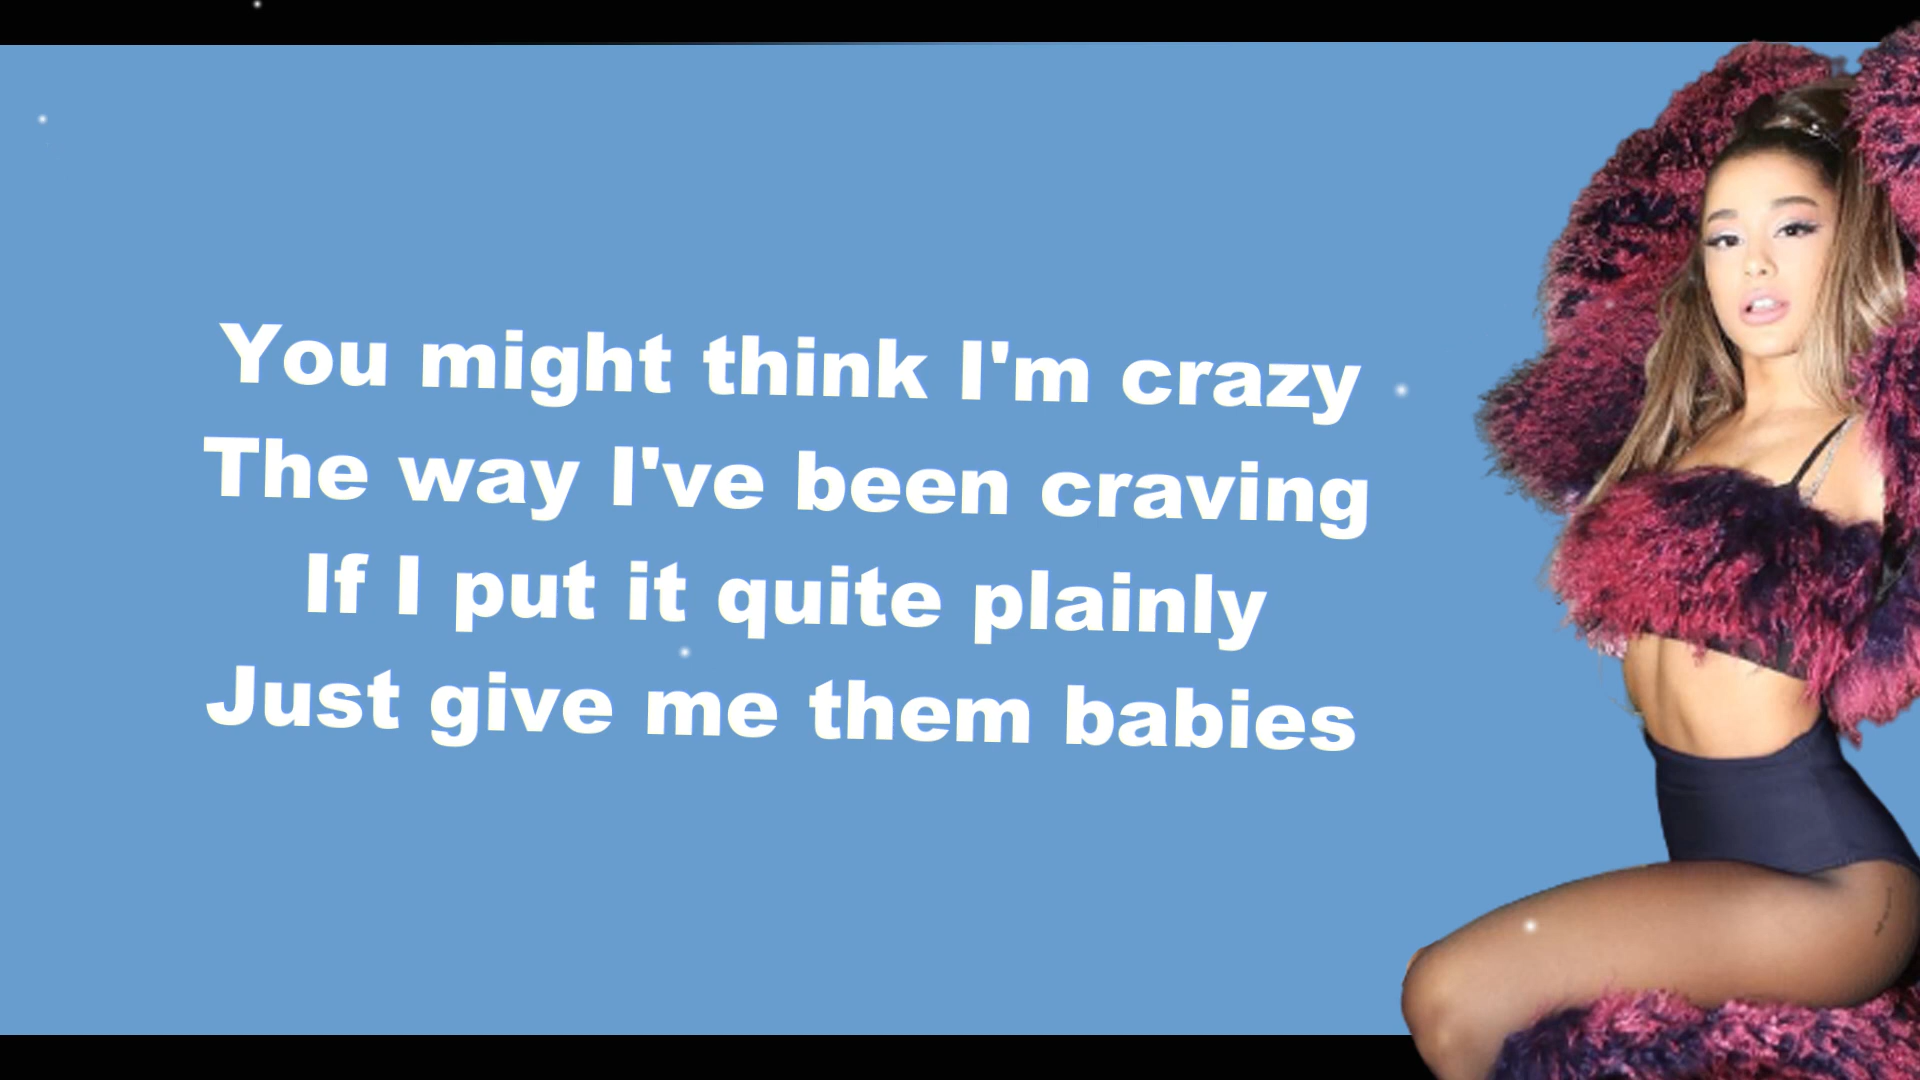 You might think I'm crazy
The way I've been craving
If I put it quite plainly
Just give me them babies